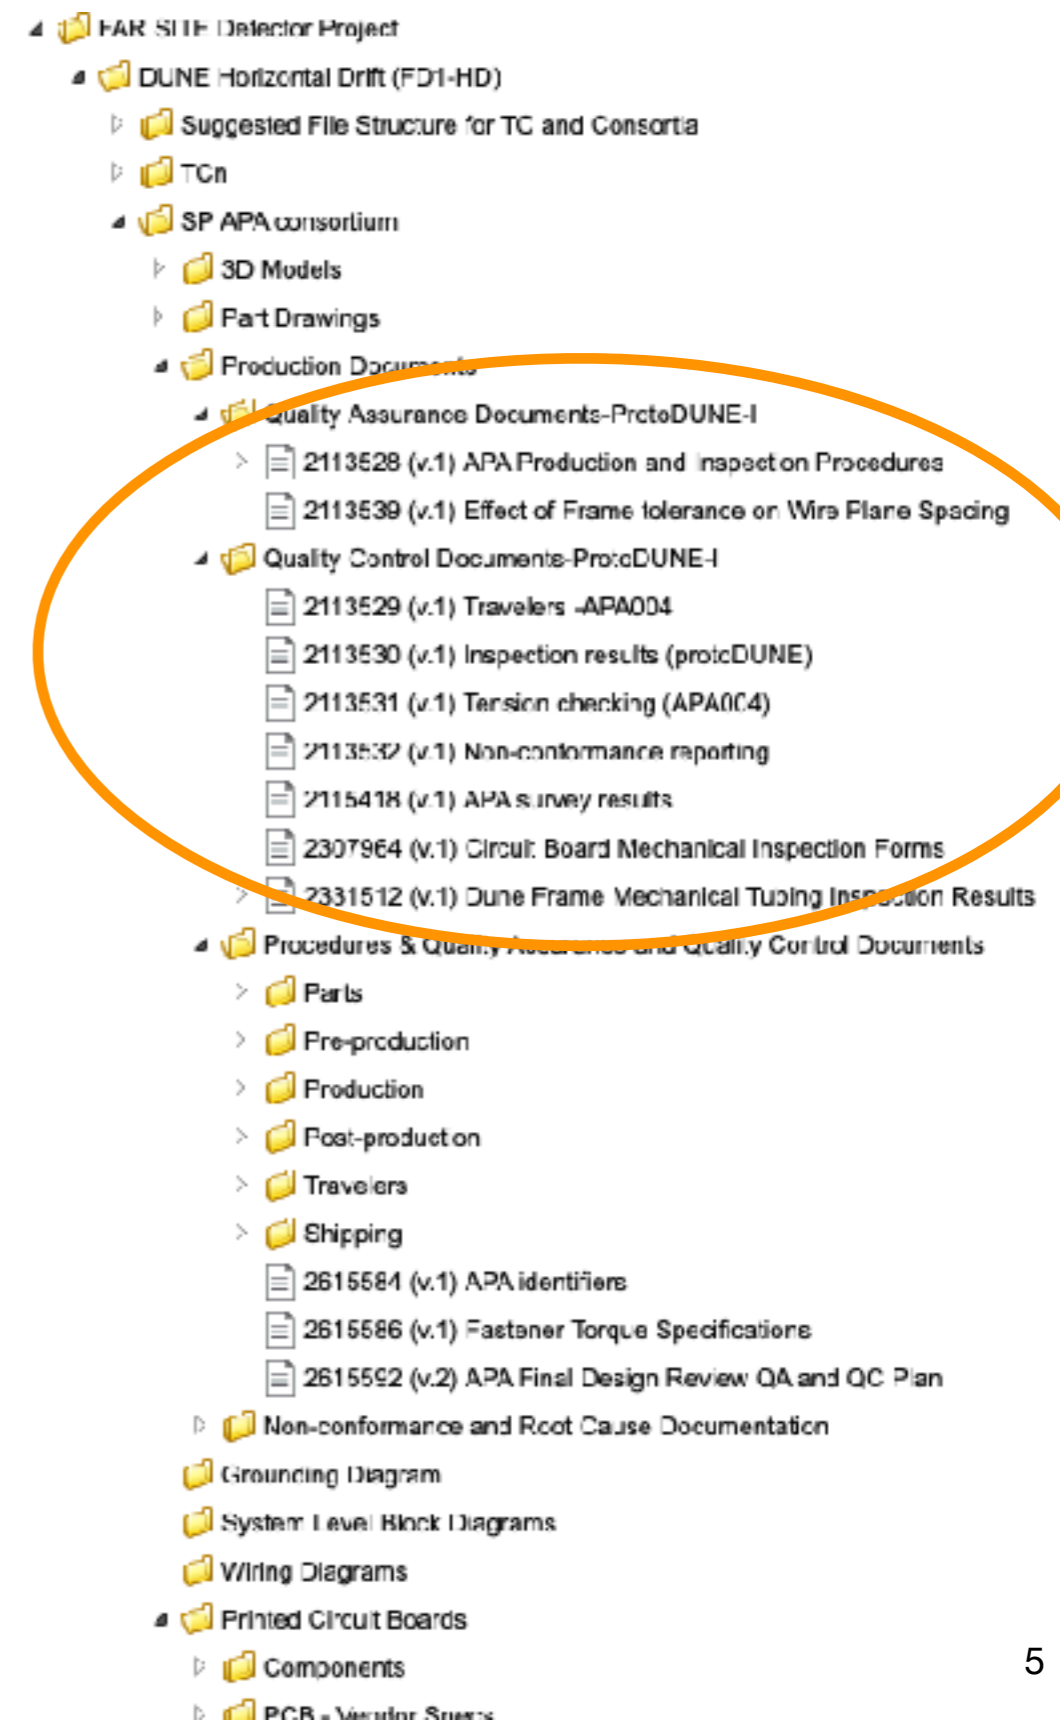 FAR SITE Detector Project
DUNE Horizontal Drift (FD1-HD)
Suggested File Structure for TC and Consortia
TCn
SP APA consortium
3D Models
Part Drawings
Production Documents
Quality Assurance Documents-ProtoDUNE-I
2113528 (v.1) APA Production and Inspection Procedures
2113539 (v.1) Effect of Frame tolerance on Wire Plane Spacing
Quality Control Documents-ProtoDUNE-I
2113529 (v.1) Travelers -APA004
2113530 (v.1) Inspection results (protoDUNE)
2113531 (v.1) Tension checking (APA004)
2113532 (v.1) Non-conformance reporting
2115418 (v.1) APA survey results
2307964 (v.1) Circuit Board Mechanical Inspection Forms
2331512 (v.1) Dune Frame Mechanical Tubing Inspection Results
Procedures & Quality Assurance and Quality Control Documents
Parts
Pre-production
Production
Post-production
Travelers
Shipping
2615584 (v.1) APA identifiers
2615586 (v.1) Fastener Torque Specifications
2615592 (v.2) APA Final Design Review QA and QC Plan
Non-conformance and Root Cause Documentation
Grounding Diagram
System Level Block Diagrams
Wiring Diagrams
Printed Circuit Boards
Components
5
PCB - Vendor Specs